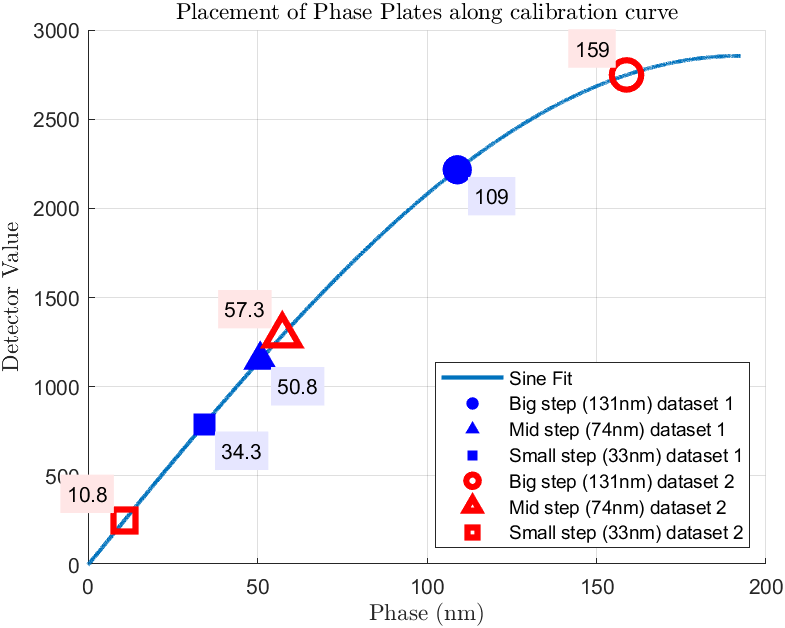 Placement of Phase Plates along calibration curve
3000
2500
2000
1500
1000
500
0
Detector Value
159
109
57.3
50.8
34.3
10.8
Sine Fit
Big step (131nm) dataset 1
Mid step (74nm) dataset 1
Small step (33nm) dataset 1
Big step (131nm) dataset 2
Mid step (74nm) dataset 2
Small step (33nm) dataset 2
0 50 100 150 200
Phase (nm)